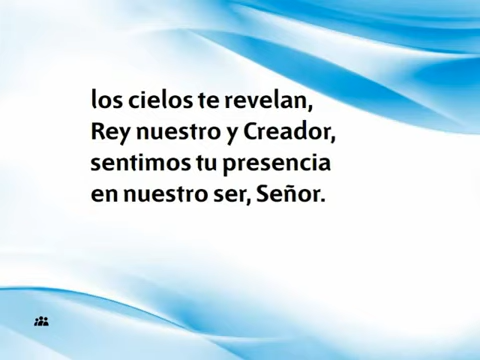 los cielos te revelan,
Rey nuestro y Creador,
sentimos tu presencia
en nuestro ser, Señor.